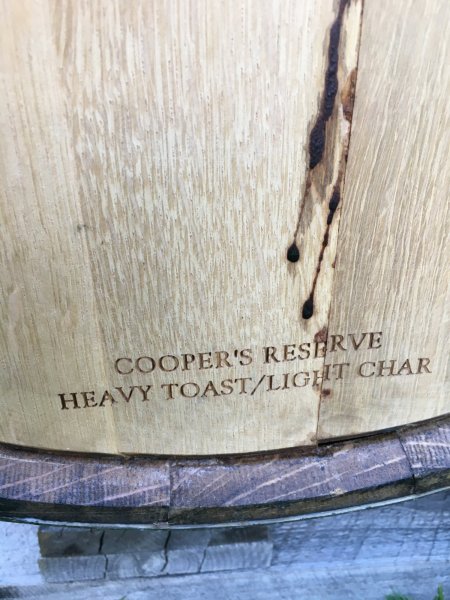 COOPER'S RESERVE
HEAVY TOAST/LIGHT CHAR